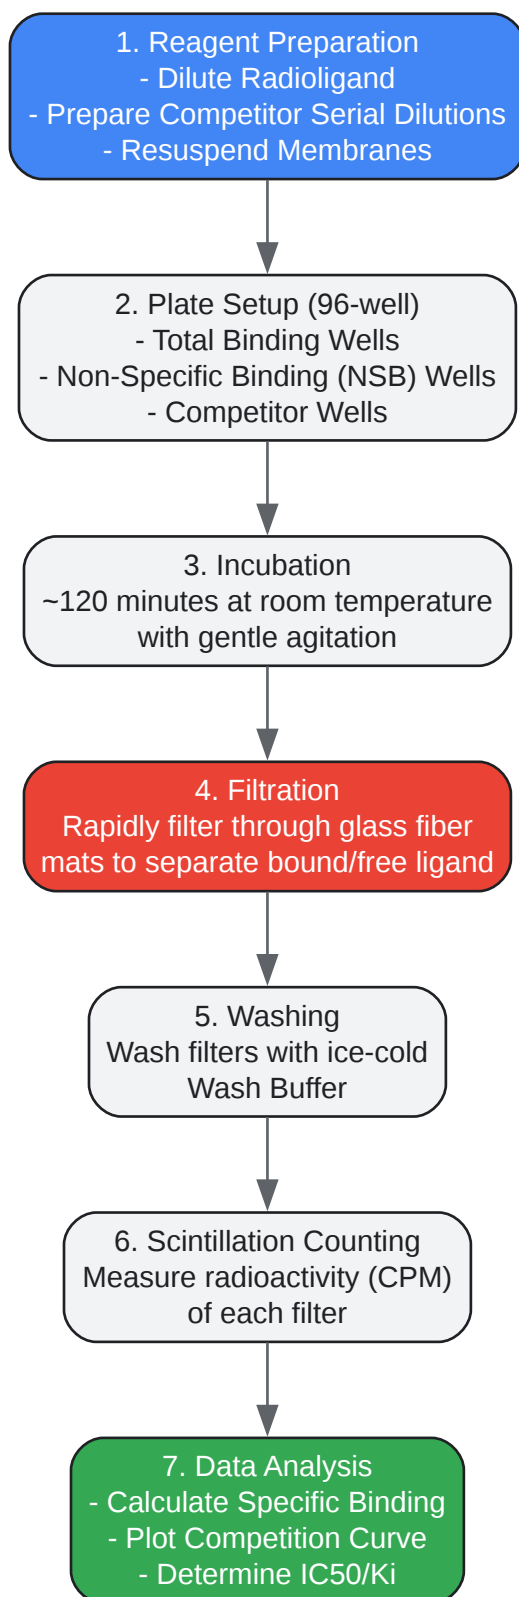 1. Reagent Preparation
- Dilute Radioligand
- Prepare Competitor Serial Dilutions
- Resuspend Membranes
2. Plate Setup (96-well)
- Total Binding Wells
- Non-Specific Binding (NSB) Wells
- Competitor Wells
3. Incubation
~120 minutes at room temperature
with gentle agitation
4. Filtration
Rapidly filter through glass fiber
mats to separate bound/free ligand
5. Washing
Wash filters with ice-cold
Wash Buffer
6. Scintillation Counting
Measure radioactivity (CPM)
of each filter
7. Data Analysis
- Calculate Specific Binding
- Plot Competition Curve
- Determine IC50/Ki